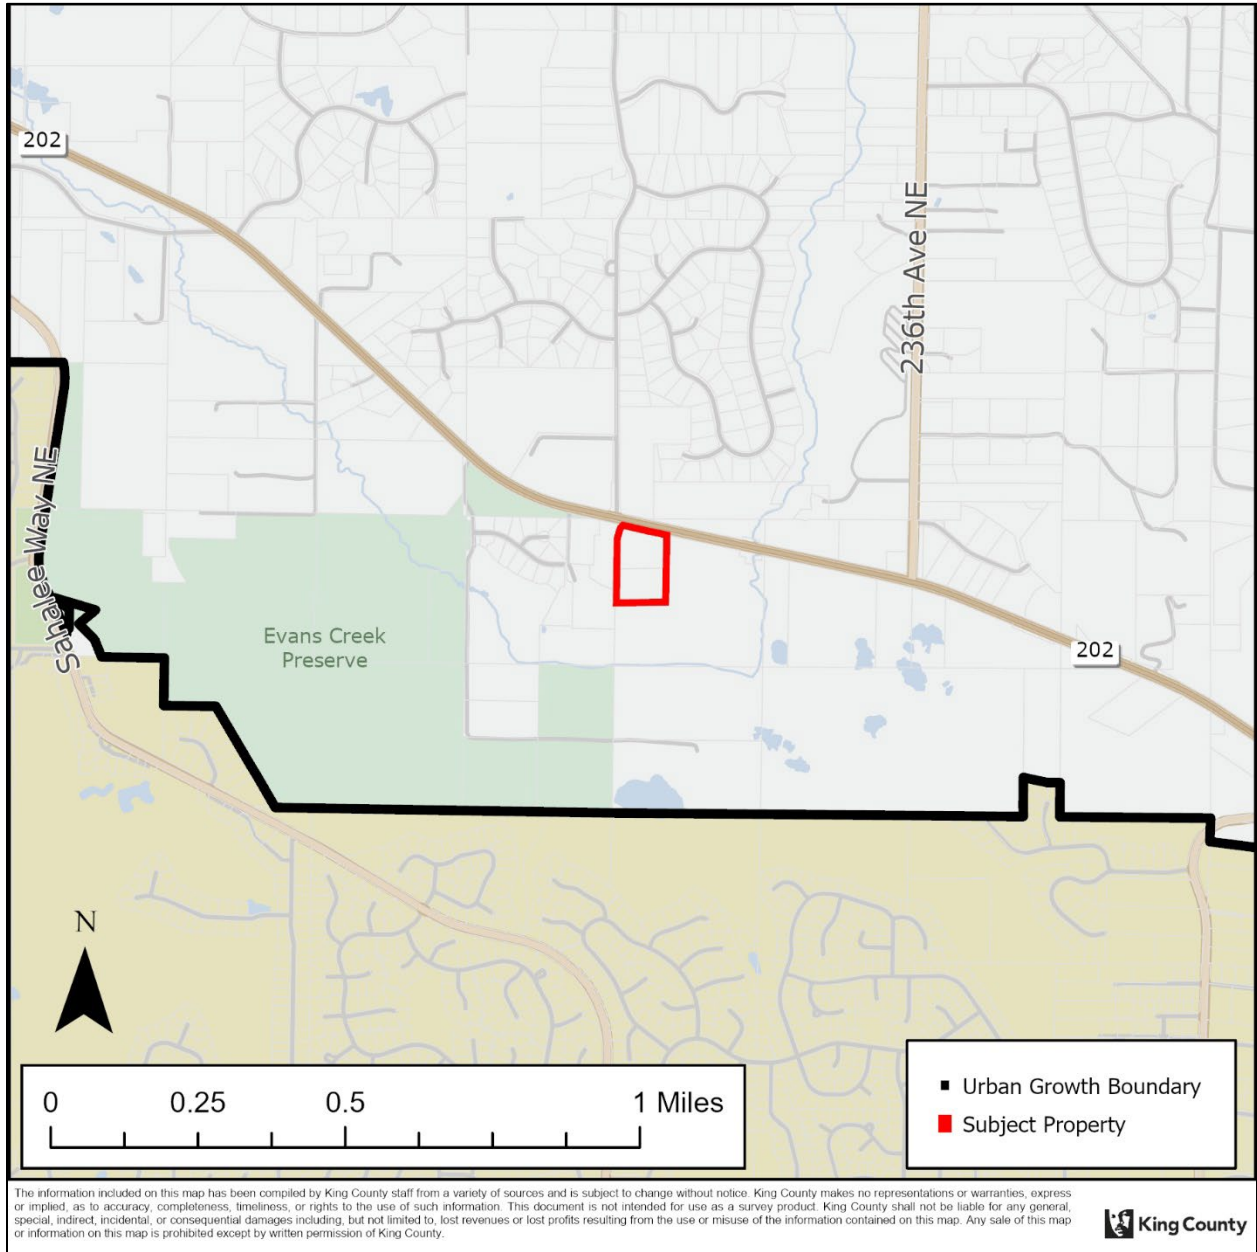 202
236th Ave NE
Sahalee Way NE
Evans Creek
Preserve
202
N
0 0.25 0.5 1 Miles
Urban Growth Boundary
Subject Property
The information included on this map has been compiled by King County staff from a variety of sources and is subject to change without notice. King County makes no representations or warranties, express
or implied, as to accuracy, completeness, timeliness, or rights to the use of such information. This document is not intended for use as a survey product. King County shall not be liable for any general,
special, indirect, incidental, or consequential damages including, but not limited to, lost revenues or lost profits resulting from the use or misuse of the information contained on this map. Any sale of this map
or information on this map is prohibited except by written permission of King County.
King County